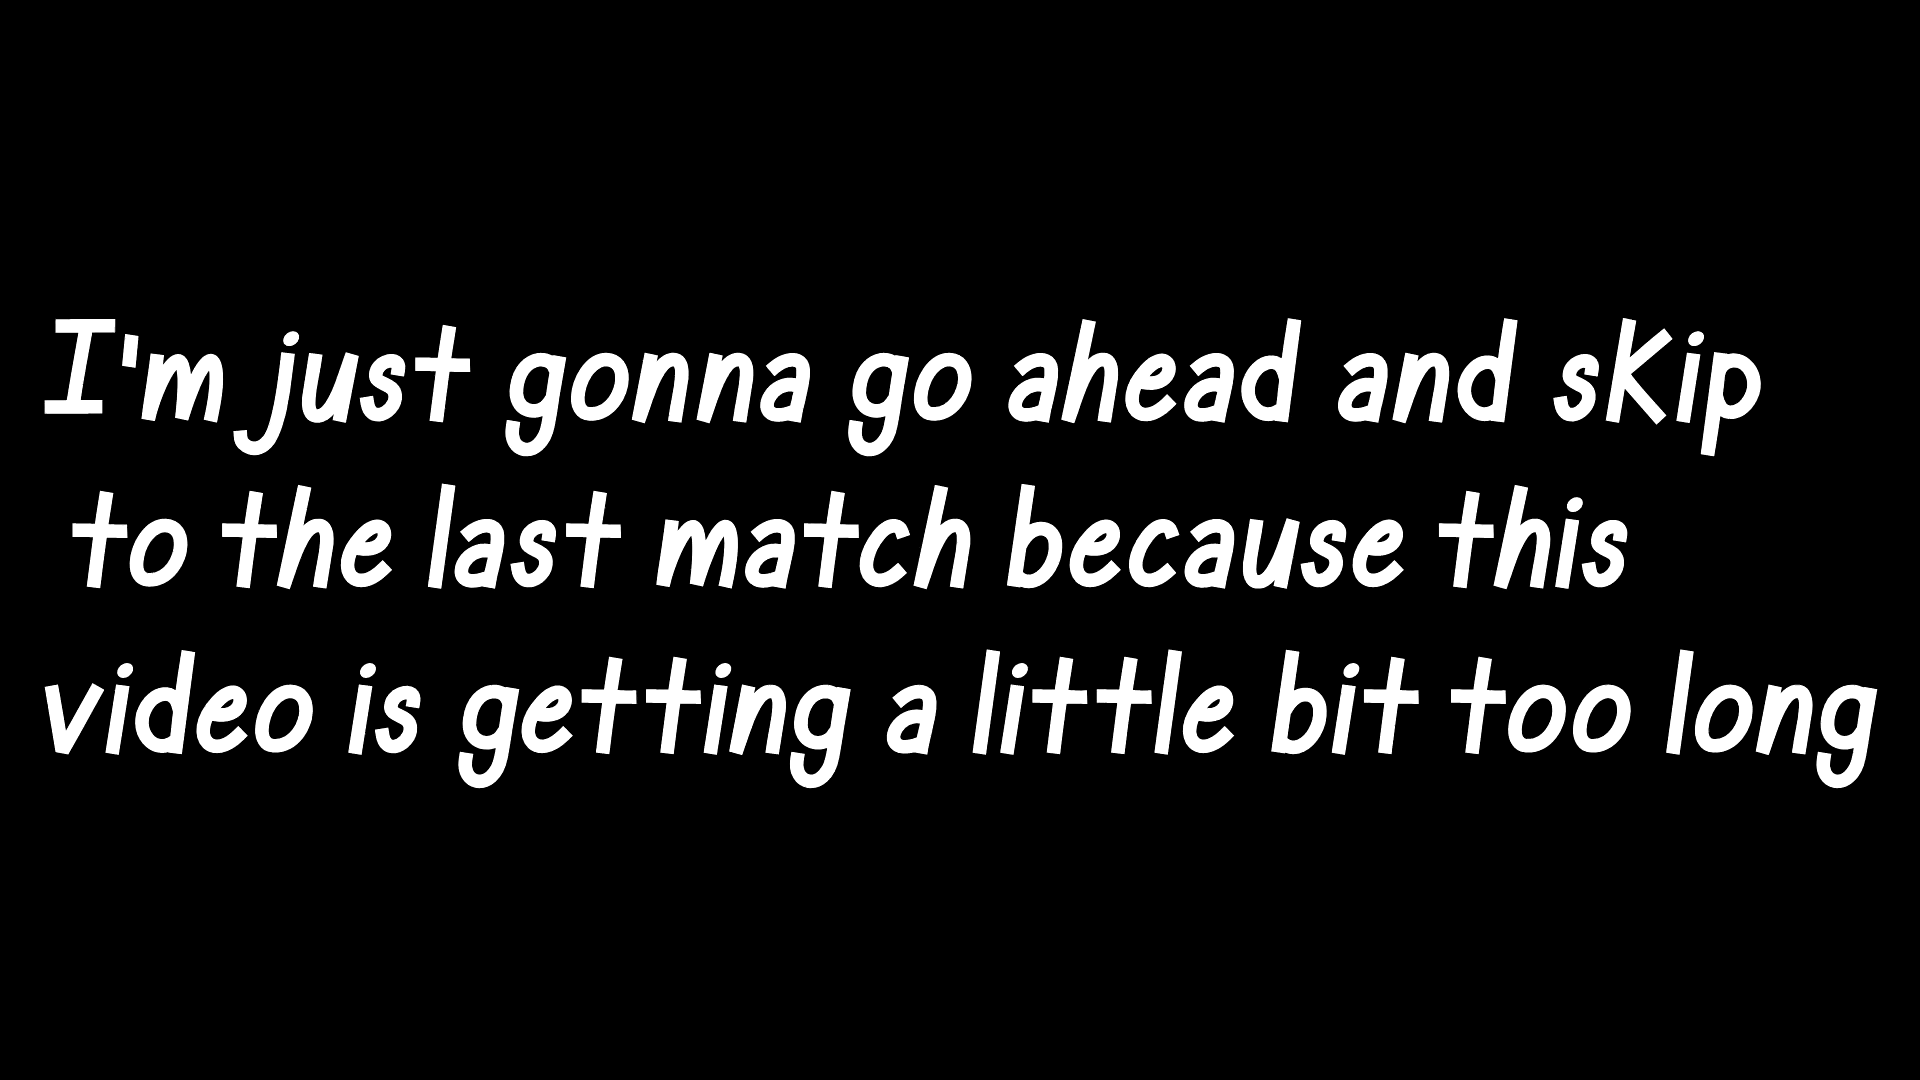 I'm just gonna go ahead and skip
to the last match because this
video is getting a little bit too long